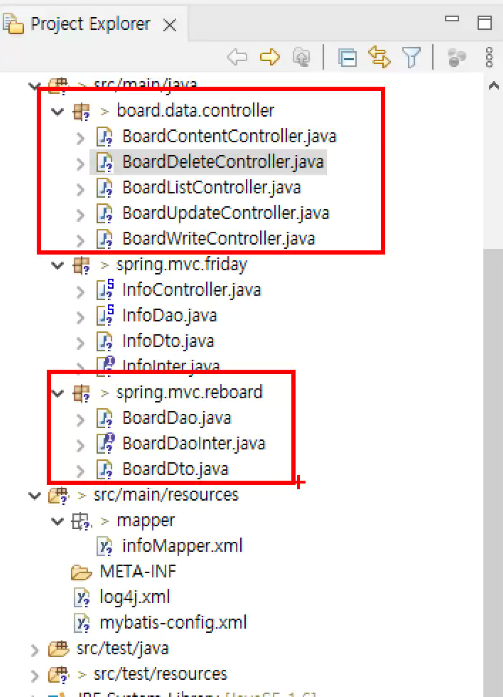 Project Explorer
> src/main/java
> board.data.controller
BoardContentController.java
BoardDeleteController.java
BoardListController.java
BoardUpdateController.java
BoardWriteController.java
> spring.mvc.friday
InfoController.java
InfoDao.java
InfoDto.java
InfoInter.java
> spring.mvc.reboard
BoardDao.java
BoardDaoInter.java
BoardDto.java
> src/main/resources
> mapper
infoMapper.xml
META-INF
log4j.xml
mybatis-config.xml
src/test/java
> src/test/resources
JRE System Library [JavaSE-1.6]